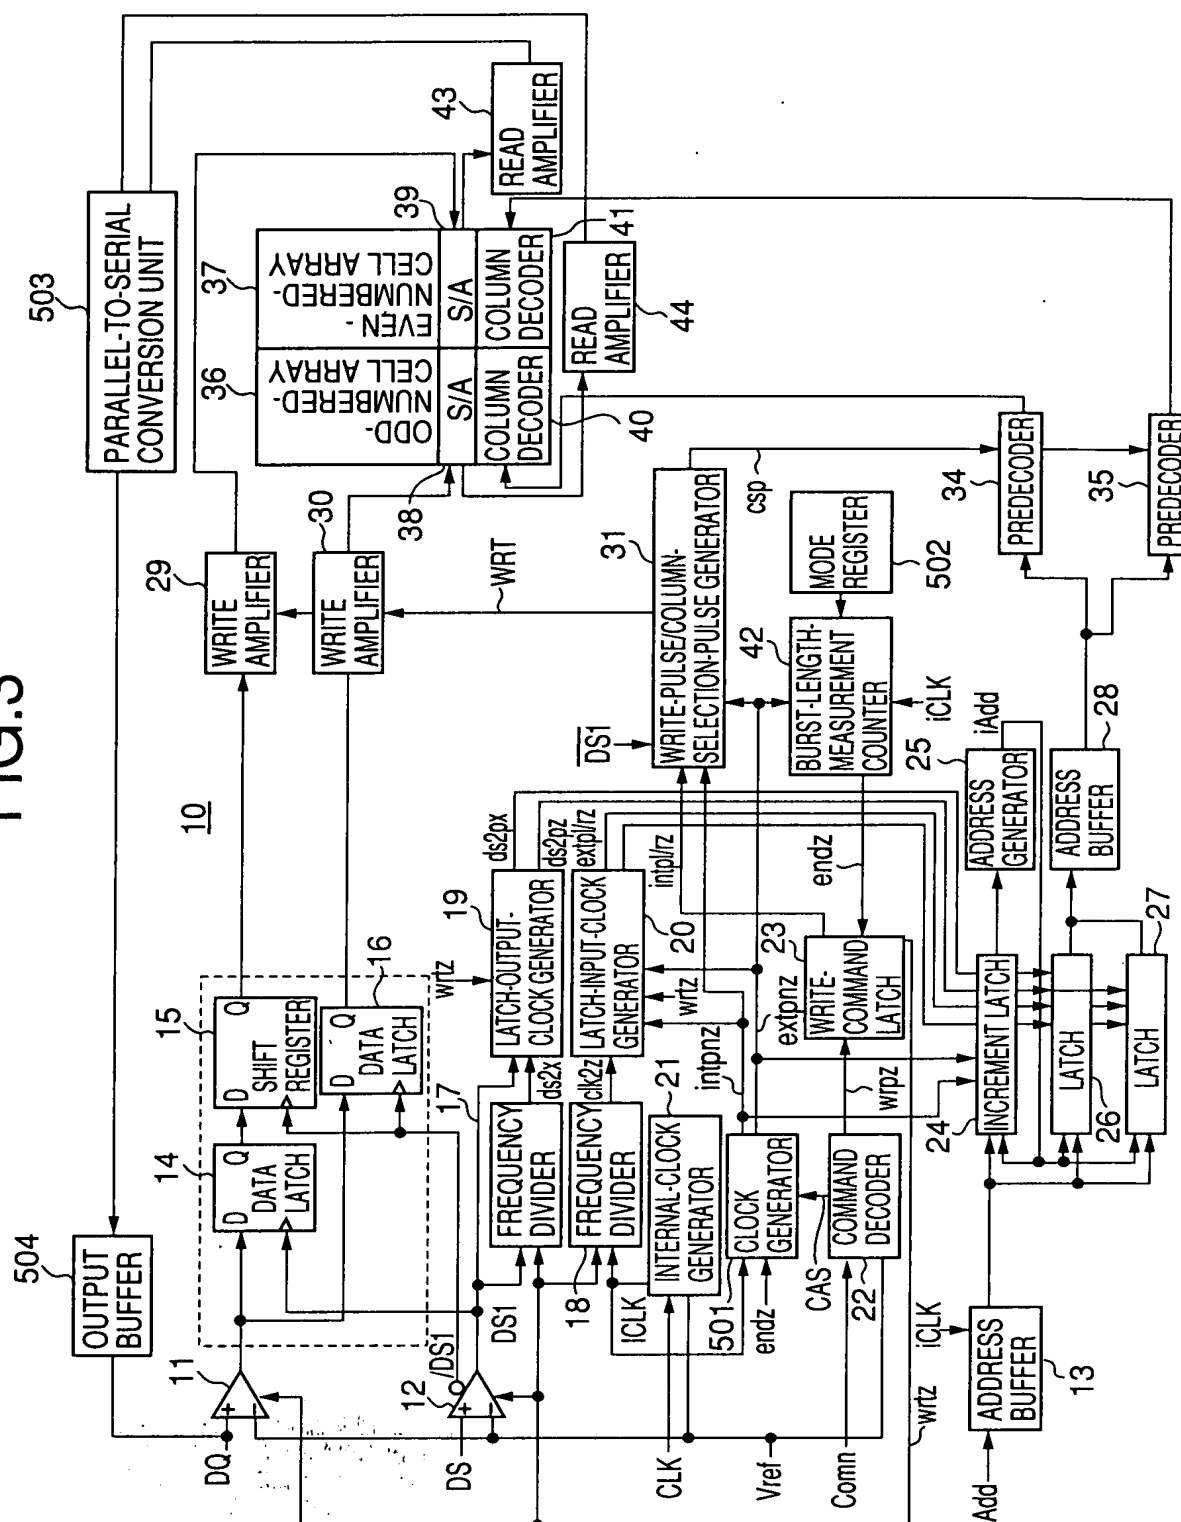 FIG.3
10
503
PARALLEL-TO-SERIAL
CONVERSION UNIT
504
OUTPUT
BUFFER
37
36
EVEN-
NUMBERED-
CELL ARRAY
ODD-
NUMBERED-
CELL ARRAY
S/A
S/A
39
38
COLUMN
DECODER
41
COLUMN
DECODER
40
43
READ
AMPLIFIER
44
READ
AMPLIFIER
29
WRITE
AMPLIFIER
30
WRITE
AMPLIFIER
WRT
15
D Q
SHIFT
REGISTER
16
D Q
DATA
LATCH
14
D Q
DATA
LATCH
11
+
−
DQ
12
+
−
/DS1
DS
DS1
17
FREQUENCY
DIVIDER
ds2x
18
FREQUENCY
DIVIDER
clk2z
wrtz
19
LATCH-OUTPUT-
CLOCK GENERATOR
ds2px
ds2pz
20
LATCH-INPUT-CLOCK
GENERATOR
extpl/rz
intpl/rz
wrtz
21
INTERNAL-CLOCK
GENERATOR
iCLK
CLK
501
CLOCK
GENERATOR
endz
intpnz
extpnz
CAS
Vref
22
COMMAND
DECODER
Comn
wrpz
23
WRITE-
COMMAND
LATCH
endz
wrtz
DS1
31
WRITE-PULSE/COLUMN-
SELECTION-PULSE GENERATOR
csp
42
BURST-LENGTH-
MEASUREMENT
COUNTER
iCLK
MODE
REGISTER
502
34
PREDECODER
35
PREDECODER
24
INCREMENT LATCH
25
ADDRESS
GENERATOR
iAdd
26
LATCH
27
LATCH
28
ADDRESS
BUFFER
iCLK
13
ADDRESS
BUFFER
Add